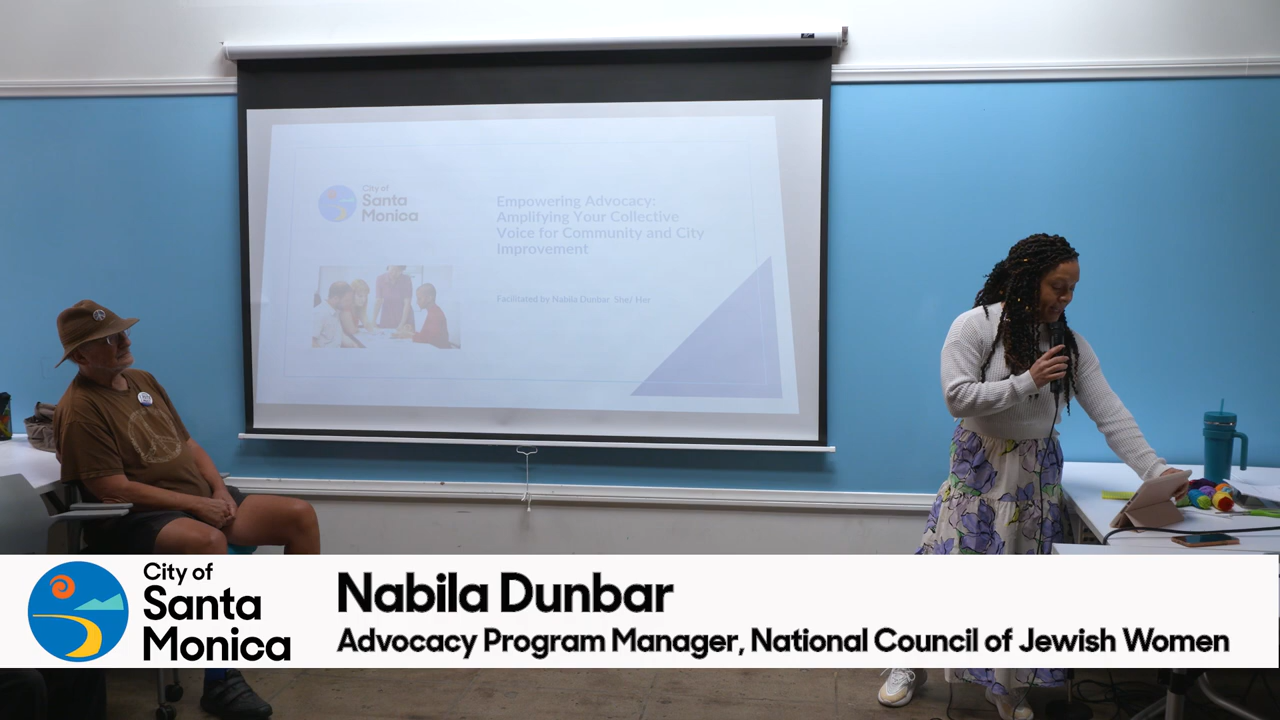 City of
Santa
Monica
Empowering Advocacy:
Amplifying Your Collective
Voice for Community and City
Improvement
Facilitated by Nabila Dunbar She/ Her
City of
Santa
Monica
Nabila Dunbar
Advocacy Program Manager, National Council of Jewish Women